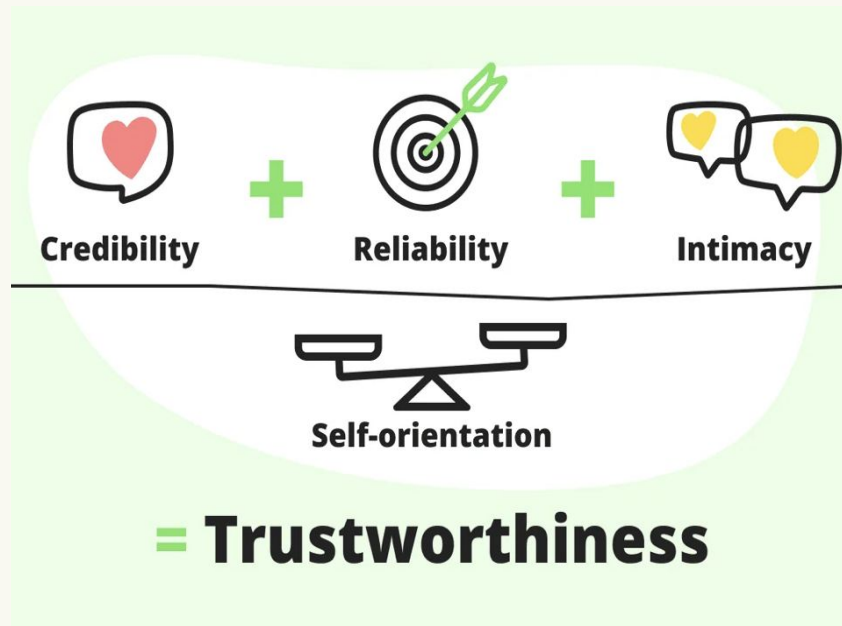 Credibility + Reliability + Intimacy
Self-orientation
= Trustworthiness